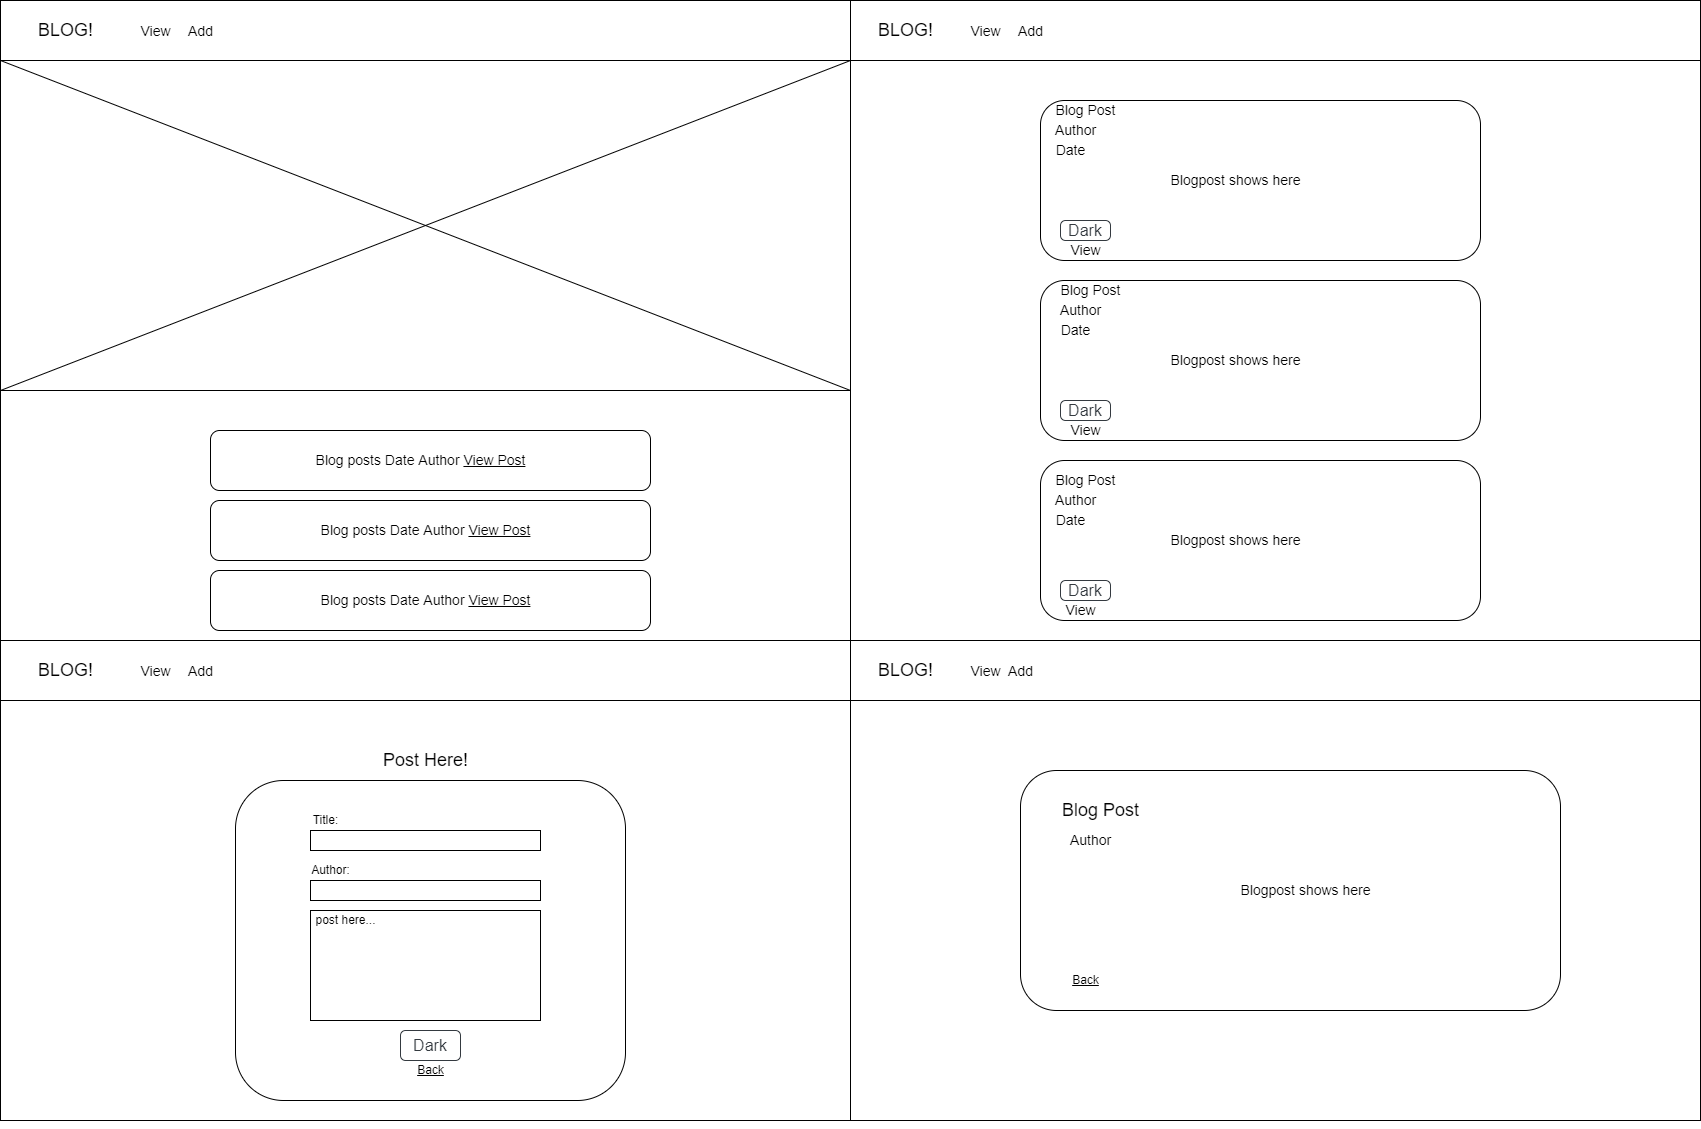 BLOG! View Add
Blog posts Date Author View Post
Blog posts Date Author View Post
Blog posts Date Author View Post
BLOG! View Add
Blog Post
Author
Date
Blogpost shows here
Dark
View
Blog Post
Author
Date
Blogpost shows here
Dark
View
Blog Post
Author
Date
Blogpost shows here
Dark
View
BLOG! View Add
Post Here!
Title:
Author:
post here...
Dark
Back
BLOG! View Add
Blog Post
Author
Blogpost shows here
Back